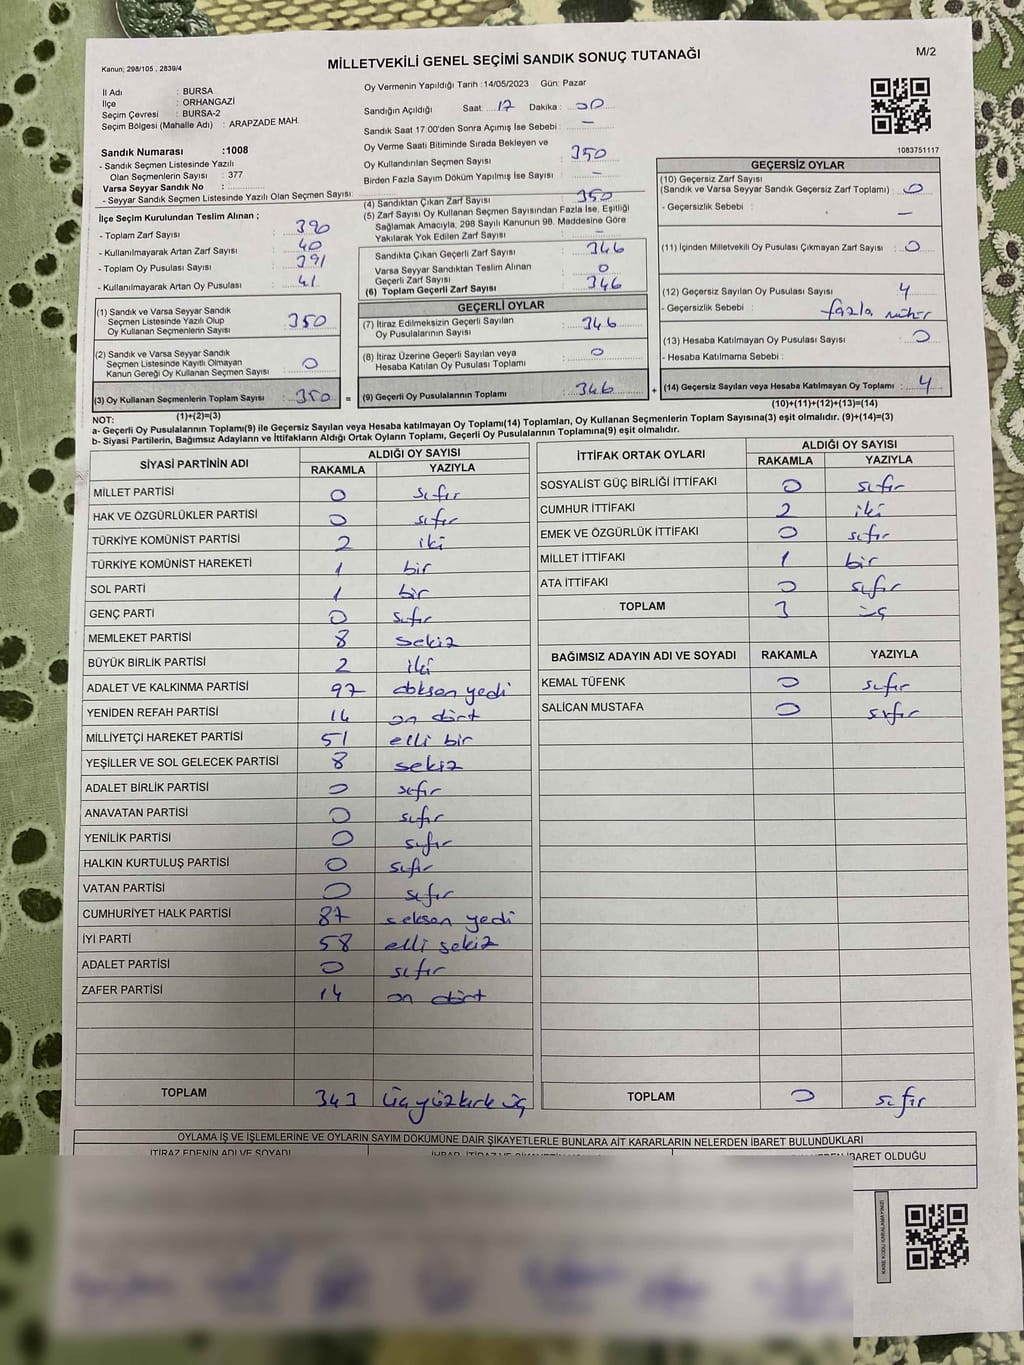 MİLLETVEKİLİ GENEL SEÇİMİ SANDIK SONUÇ TUTANAĞI
M/2
Kanun; 298/105 , 2839/4
İl Adı : BURSA
İlçe : ORHANGAZİ
Seçim Çevresi : BURSA-2
Seçim Bölgesi (Mahalle Adı) : ARAPZADE MAH.
Sandık Numarası :1008
- Sandık Seçmen Listesinde Yazılı
Olan Seçmenlerin Sayısı : 377
Varsa Seyyar Sandık No :
- Seyyar Sandık Seçmen Listesinde Yazılı Olan Seçmen Sayısı:
Oy Vermenin Yapıldığı Tarih :14/05/2023 Gün: Pazar
Sandığın Açıldığı Saat: 17 Dakika : 00
Sandık Saat 17:00'den Sonra Açımış İse Sebebi : –
Oy Verme Saati Bitiminde Sırada Bekleyen ve
Oy Kullandırılan Seçmen Sayısı : 350
Birden Fazla Sayım Döküm Yapılmış İse Sayısı : –
1083751117
İlçe Seçim Kurulundan Teslim Alınan ;
- Toplam Zarf Sayısı : 390
- Kullanılmayarak Artan Zarf Sayısı : 40
- Toplam Oy Pusulası Sayısı : 391
- Kullanılmayarak Artan Oy Pusulası : 41
(4) Sandıktan Çıkan Zarf Sayısı : 350
(5) Zarf Sayısı Oy Kullanan Seçmen Sayısından Fazla İse, Eşitliği
Sağlamak Amacıyla, 298 Sayılı Kanunun 98. Maddesine Göre
Yakılarak Yok Edilen Zarf Sayısı : –
Sandıkta Çıkan Geçerli Zarf Sayısı : 346
Varsa Seyyar Sandıktan Teslim Alınan
Geçerli Zarf Sayısı : 0
(6) Toplam Geçerli Zarf Sayısı : 346
GEÇERSİZ OYLAR
(10) Geçersiz Zarf Sayısı
(Sandık ve Varsa Seyyar Sandık Geçersiz Zarf Toplamı) : 0
- Geçersizlik Sebebi : –
(11) İçinden Milletvekili Oy Pusulası Çıkmayan Zarf Sayısı : 0
(12) Geçersiz Sayılan Oy Pusulası Sayısı : 4
- Geçersizlik Sebebi : fazla mühür
(13) Hesaba Katılmayan Oy Pusulası Sayısı : 0
- Hesaba Katılmama Sebebi :
(14) Geçersiz Sayılan veya Hesaba Katılmayan Oy Toplamı : 4
(10)+(11)+(12)+(13)=(14)
(1) Sandık ve Varsa Seyyar Sandık
Seçmen Listesinde Yazılı Olup
Oy Kullanan Seçmenlerin Sayısı : 350
(2) Sandık ve Varsa Seyyar Sandık
Seçmen Listesinde Kayıtlı Olmayan
Kanun Gereği Oy Kullanan Seçmen Sayısı : 0
(3) Oy Kullanan Seçmenlerin Toplam Sayısı : 350 =
(1)+(2)=(3)
GEÇERLİ OYLAR
(7) İtiraz Edilmeksizin Geçerli Sayılan
Oy Pusulalarının Sayısı : 346
(8) İtiraz Üzerine Geçerli Sayılan veya
Hesaba Katılan Oy Pusulası Toplamı : 0
(9) Geçerli Oy Pusulalarının Toplamı : 346 +
NOT:
a- Geçerli Oy Pusulalarının Toplamı(9) ile Geçersiz Sayılan veya Hesaba katılmayan Oy Toplamı(14) Toplamları, Oy Kullanan Seçmenlerin Toplam Sayısına(3) eşit olmalıdır. (9)+(14)=(3)
b- Siyasi Partilerin, Bağımsız Adayların ve İttifakların Aldığı Ortak Oyların Toplamı, Geçerli Oy Pusulalarının Toplamına(9) eşit olmalıdır.
SİYASİ PARTİNİN ADI
ALDIĞI OY SAYISI
RAKAMLA YAZIYLA
MİLLET PARTİSİ 0 sıfır
HAK VE ÖZGÜRLÜKLER PARTİSİ 0 sıfır
TÜRKİYE KOMÜNİST PARTİSİ 2 iki
TÜRKİYE KOMÜNİST HAREKETİ 1 bir
SOL PARTİ 1 bir
GENÇ PARTİ 0 sıfır
MEMLEKET PARTİSİ 8 sekiz
BÜYÜK BİRLİK PARTİSİ 2 iki
ADALET VE KALKINMA PARTİSİ 97 doksan yedi
YENİDEN REFAH PARTİSİ 14 on dört
MİLLİYETÇİ HAREKET PARTİSİ 51 elli bir
YEŞİLLER VE SOL GELECEK PARTİSİ 8 sekiz
ADALET BİRLİK PARTİSİ 0 sıfır
ANAVATAN PARTİSİ 0 sıfır
YENİLİK PARTİSİ 0 sıfır
HALKIN KURTULUŞ PARTİSİ 0 sıfır
VATAN PARTİSİ 0 sıfır
CUMHURİYET HALK PARTİSİ 87 seksen yedi
İYİ PARTİ 58 elli sekiz
ADALET PARTİSİ 0 sıfır
ZAFER PARTİSİ 14 on dört
TOPLAM 343 üçyüzkırk üç
İTTİFAK ORTAK OYLARI
ALDIĞI OY SAYISI
RAKAMLA YAZIYLA
SOSYALİST GÜÇ BİRLİĞİ İTTİFAKI 0 sıfır
CUMHUR İTTİFAKI 2 iki
EMEK VE ÖZGÜRLÜK İTTİFAKI 0 sıfır
MİLLET İTTİFAKI 1 bir
ATA İTTİFAKI 0 sıfır
TOPLAM 3 üç
BAĞIMSIZ ADAYIN ADI VE SOYADI RAKAMLA YAZIYLA
KEMAL TÜFENK 0 sıfır
SALİCAN MUSTAFA 0 sıfır
TOPLAM 0 sıfır
OYLAMA İŞ VE İŞLEMLERİNE VE OYLARIN SAYIM DÖKÜMÜNE DAİR ŞİKAYETLERLE BUNLARA AİT KARARLARIN NELERDEN İBARET BULUNDUKLARI
İTİRAZ EDENİN ADI VE SOYADI
İBARET OLDUĞU